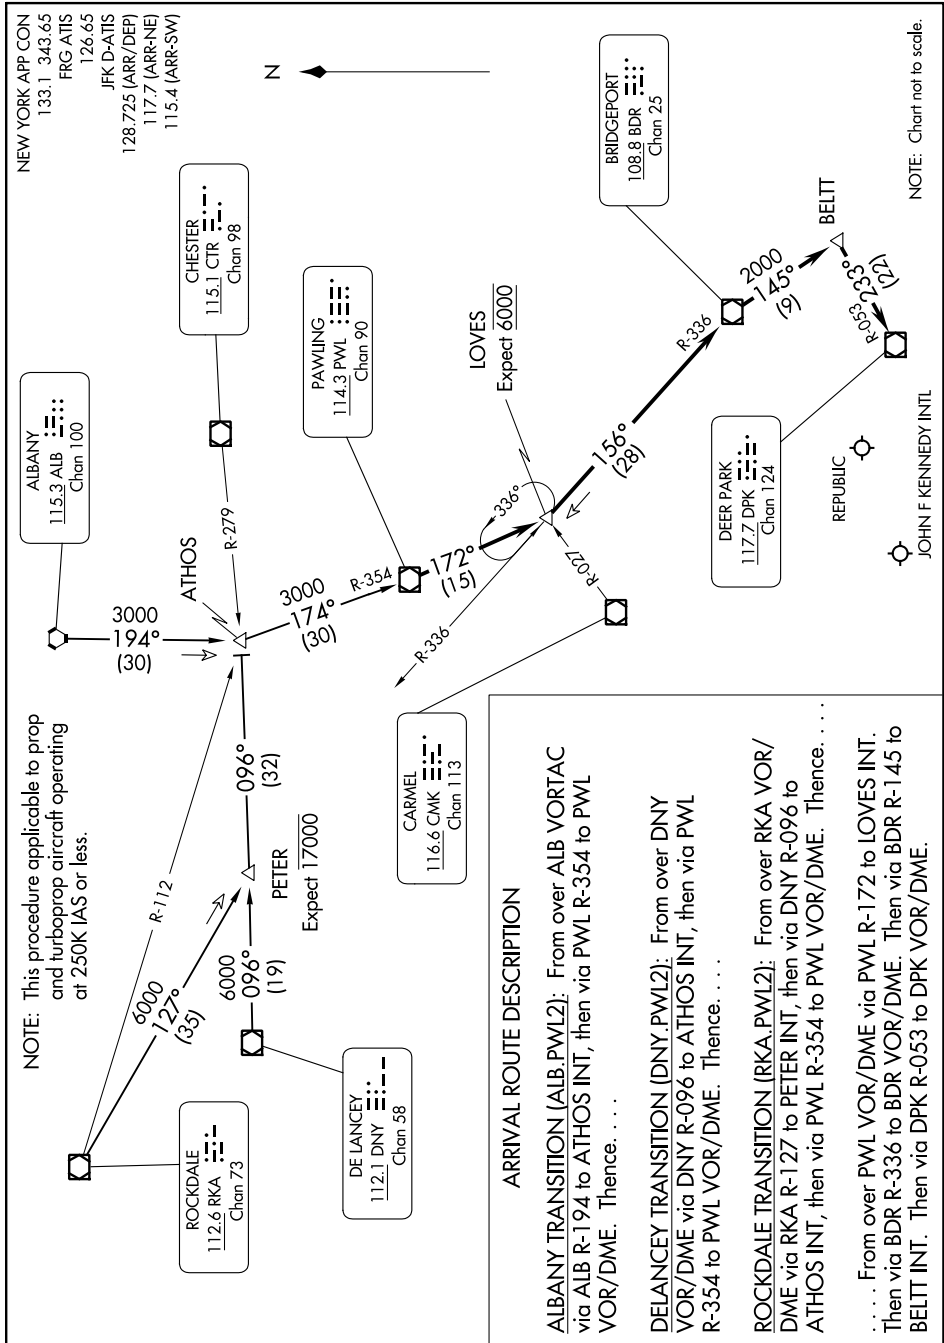 NEW YORK APP CON
133.1 343.65
FRG ATIS
126.65
JFK D-ATIS
128.725 (ARR/DEP)
117.7 (ARR-NE)
115.4 (ARR-SW)
N
NOTE: This procedure applicable to prop
and turboprop aircraft operating
at 250K IAS or less.
ALBANY
115.3 ALB
Chan 100
CHESTER
115.1 CTR
Chan 98
PAWLING
114.3 PWL
Chan 90
BRIDGEPORT
108.8 BDR
Chan 25
ROCKDALE
112.6 RKA
Chan 73
DE LANCEY
112.1 DNY
Chan 58
CARMEL
116.6 CMK
Chan 113
DEER PARK
117.7 DPK
Chan 124
R-112
6000
127°
(35)
6000
096°
(19)
PETER
Expect 17000
096°
(32)
3000
194°
(30)
ATHOS
R-279
3000
174°
(30)
R-354
172°
(15)
336°
R-336
R-027
LOVES
Expect 6000
156°
(28)
R-336
2000
145°
(9)
BELTT
R-053
233°
(22)
REPUBLIC
JOHN F KENNEDY INTL
NOTE: Chart not to scale.
ARRIVAL ROUTE DESCRIPTION
ALBANY TRANSITION (ALB.PWL2): From over ALB VORTAC
via ALB R-194 to ATHOS INT, then via PWL R-354 to PWL
VOR/DME. Thence. . . .
DELANCEY TRANSITION (DNY.PWL2): From over DNY
VOR/DME via DNY R-096 to ATHOS INT, then via PWL
R-354 to PWL VOR/DME. Thence. . . .
ROCKDALE TRANSITION (RKA.PWL2): From over RKA VOR/
DME via RKA R-127 to PETER INT, then via DNY R-096 to
ATHOS INT, then via PWL R-354 to PWL VOR/DME. Thence. . . .
. . . . From over PWL VOR/DME via PWL R-172 to LOVES INT.
Then via BDR R-336 to BDR VOR/DME. Then via BDR R-145 to
BELTT INT. Then via DPK R-053 to DPK VOR/DME.